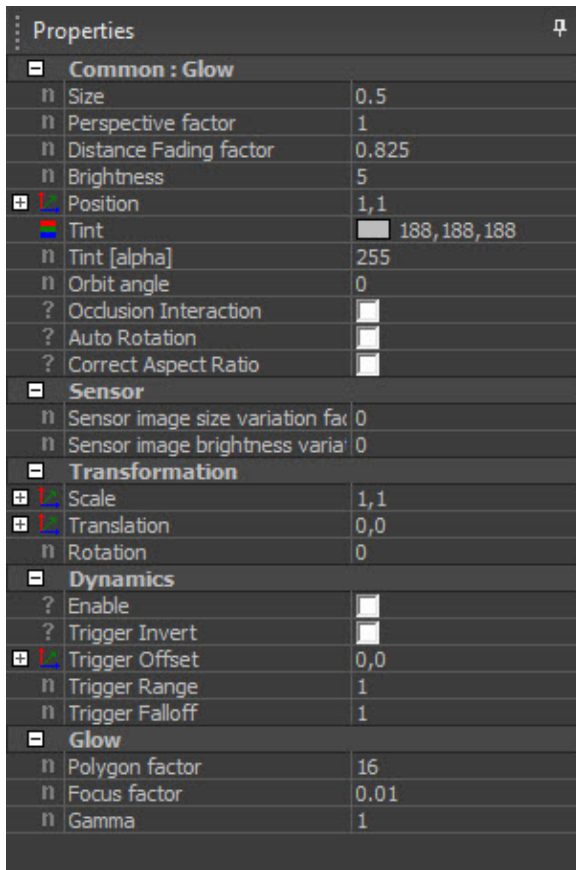 Properties
Common : Glow
n Size 0.5
n Perspective factor 1
n Distance Fading factor 0.825
n Brightness 5
Position 1,1
Tint 188,188,188
n Tint [alpha] 255
n Orbit angle 0
? Occlusion Interaction
? Auto Rotation
? Correct Aspect Ratio
Sensor
n Sensor image size variation fac 0
n Sensor image brightness variat 0
Transformation
Scale 1,1
Translation 0,0
n Rotation 0
Dynamics
? Enable
? Trigger Invert
Trigger Offset 0,0
n Trigger Range 1
n Trigger Falloff 1
Glow
n Polygon factor 16
n Focus factor 0.01
n Gamma 1